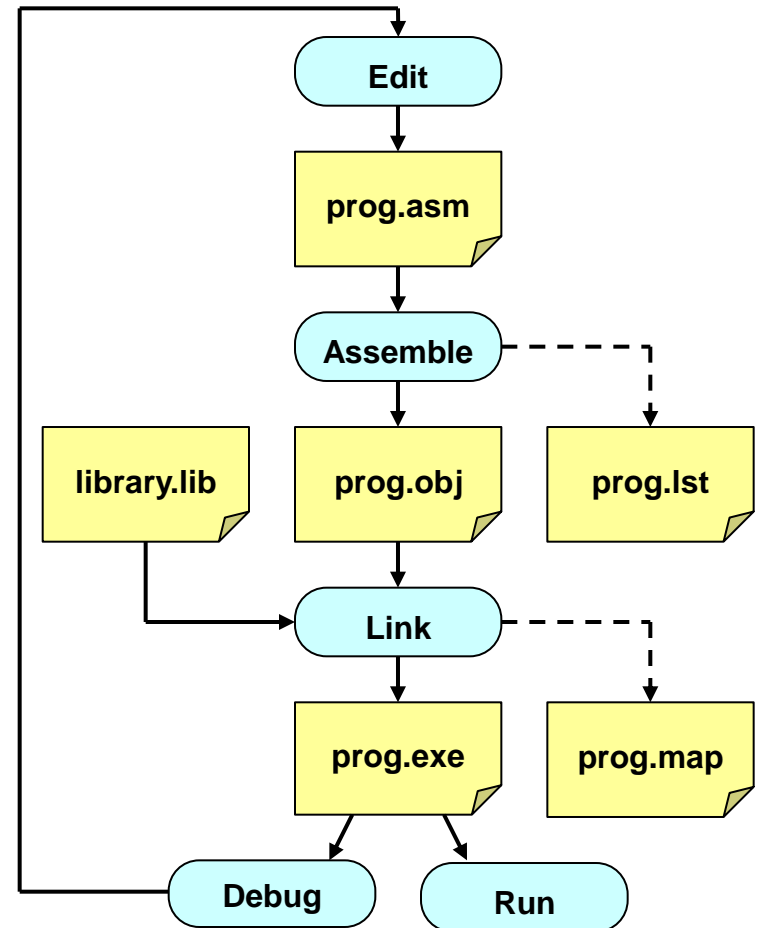 Edit
prog.asm
Assemble
library.lib
prog.obj
prog.lst
Link
prog.exe
prog.map
Debug
Run